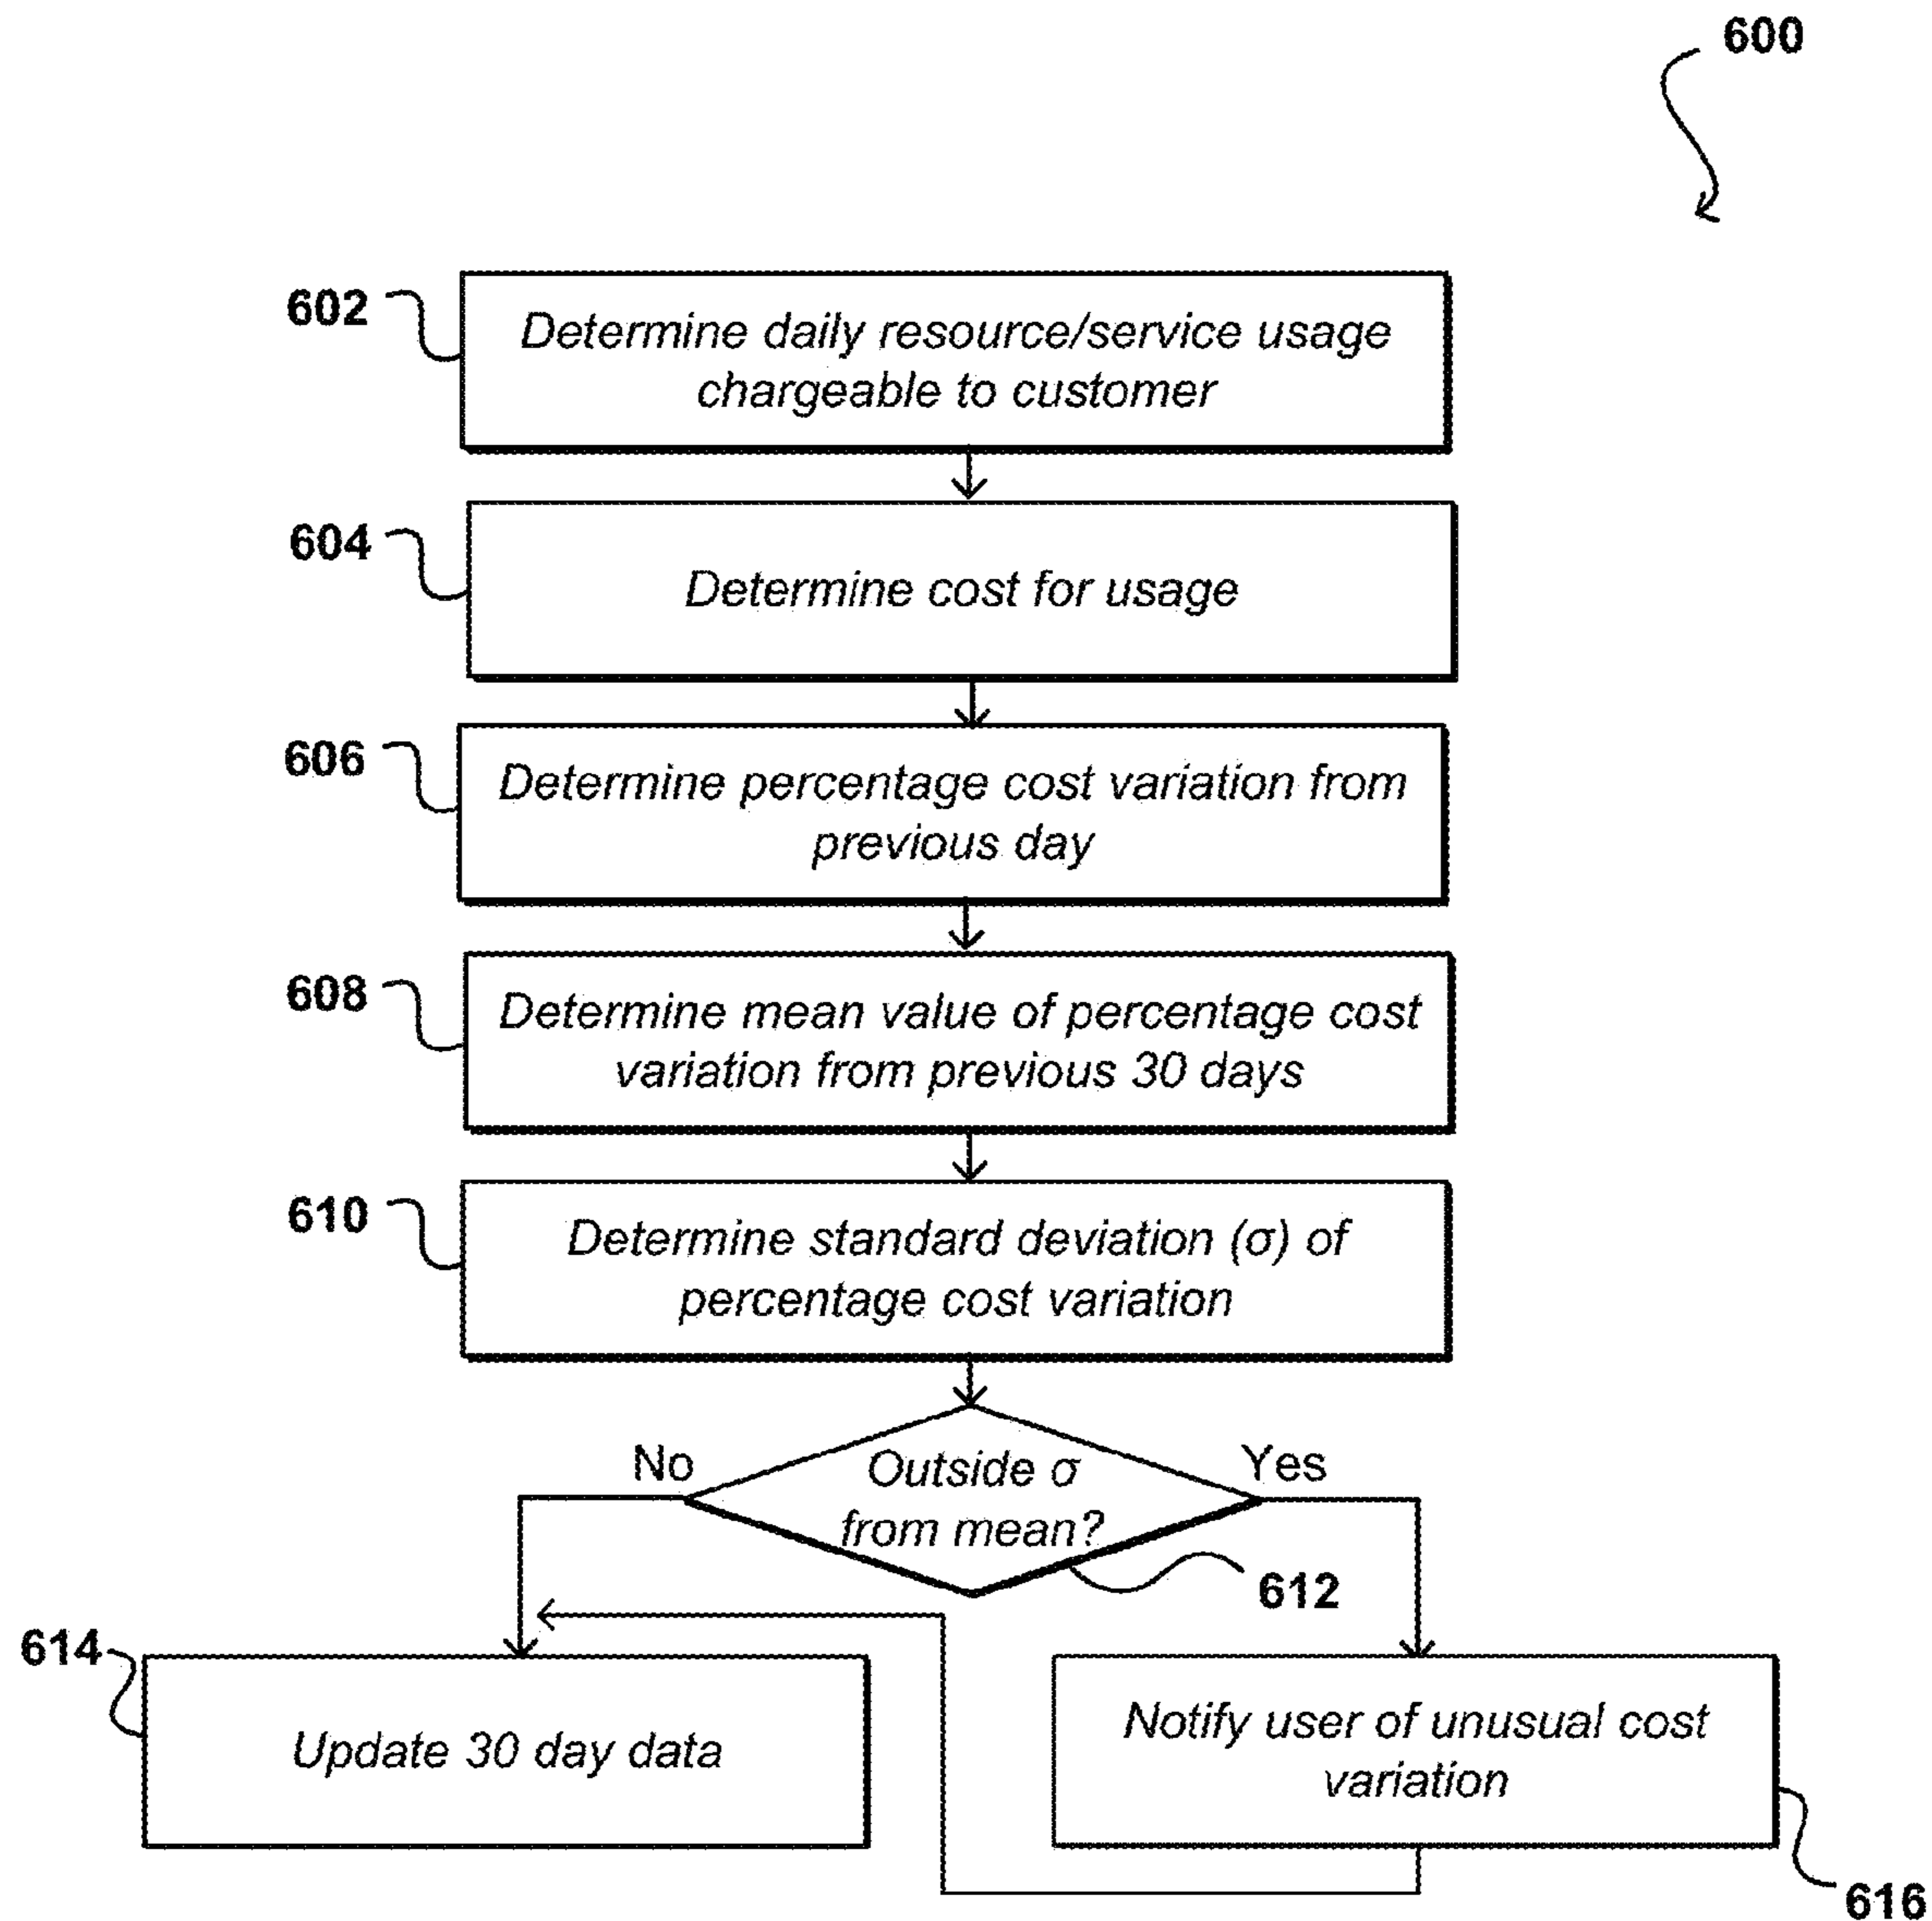 600
602
Determine daily resource/service usage
chargeable to customer
604
Determine cost for usage
606
Determine percentage cost variation from
previous day
608
Determine mean value of percentage cost
variation from previous 30 days
610
Determine standard deviation (σ) of
percentage cost variation
No
Outside σ
from mean?
Yes
612
614
Update 30 day data
Notify user of unusual cost
variation
616